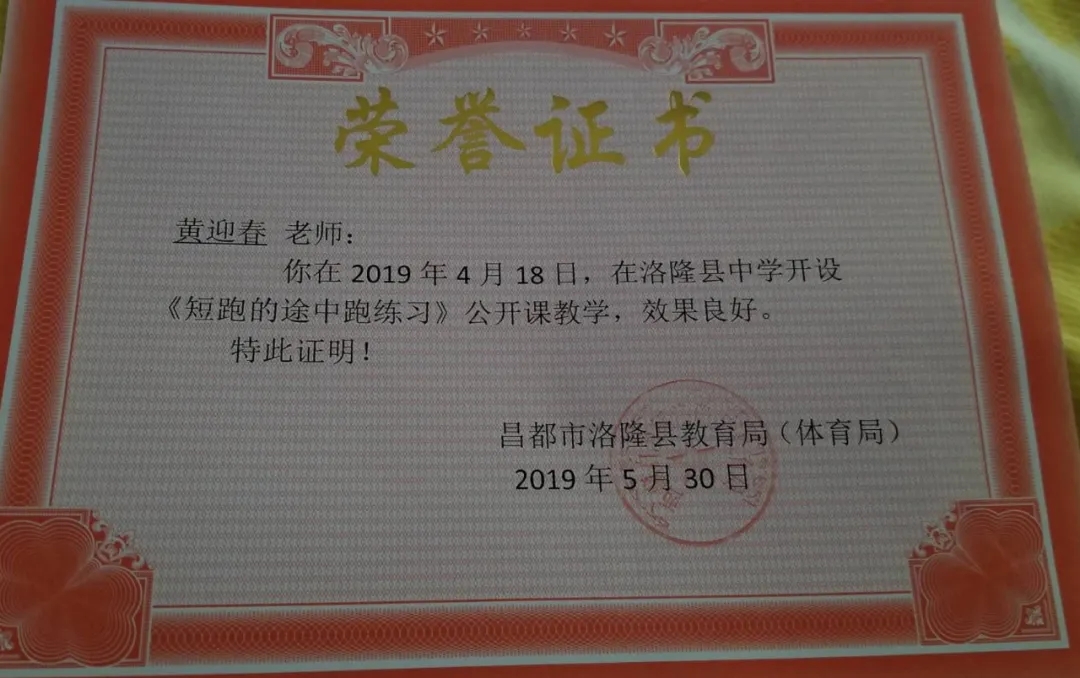 荣誉证书
黄迎春 老师：
你在 2019 年 4 月 18 日，在洛隆县中学开设
《短跑的途中跑练习》公开课教学，效果良好。
特此证明！
昌都市洛隆县教育局（体育局）
2019 年 5 月 30 日